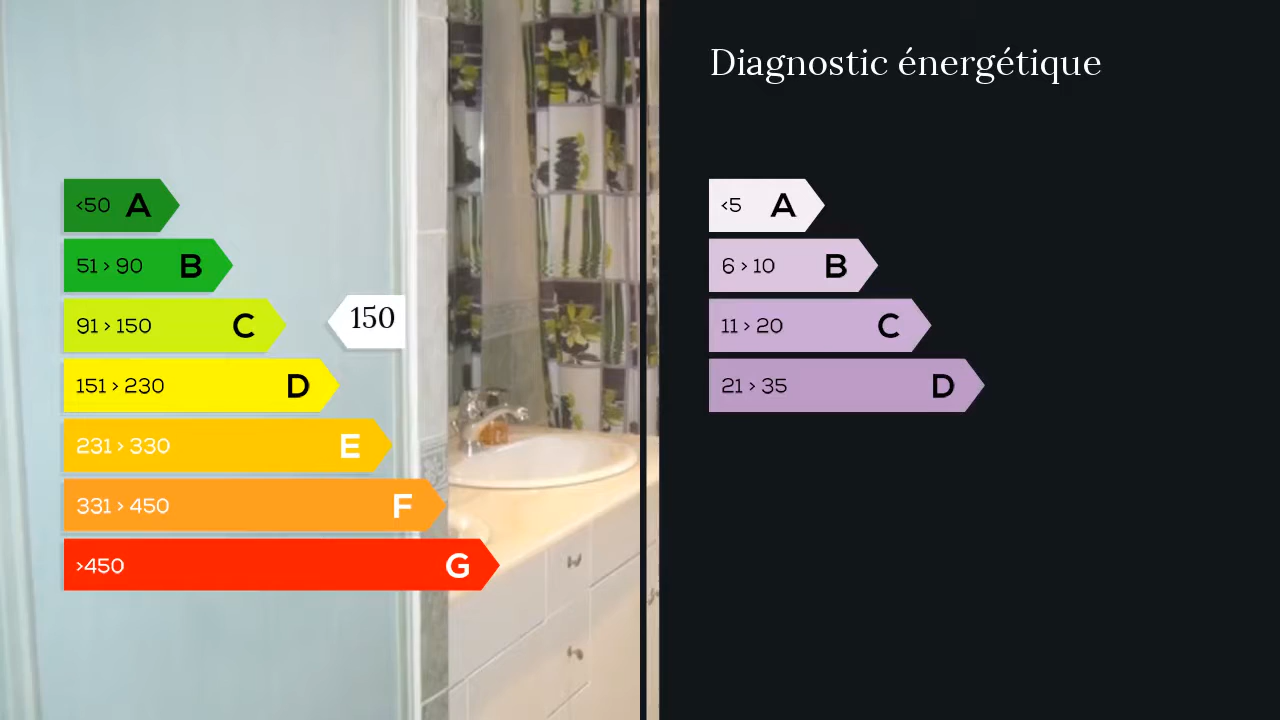 Diagnostic énergétique
<50 A
51 > 90 B
91 > 150 C
150
151 > 230 D
231 > 330 E
331 > 450 F
>450 G
<5 A
6 > 10 B
11 > 20 C
21 > 35 D